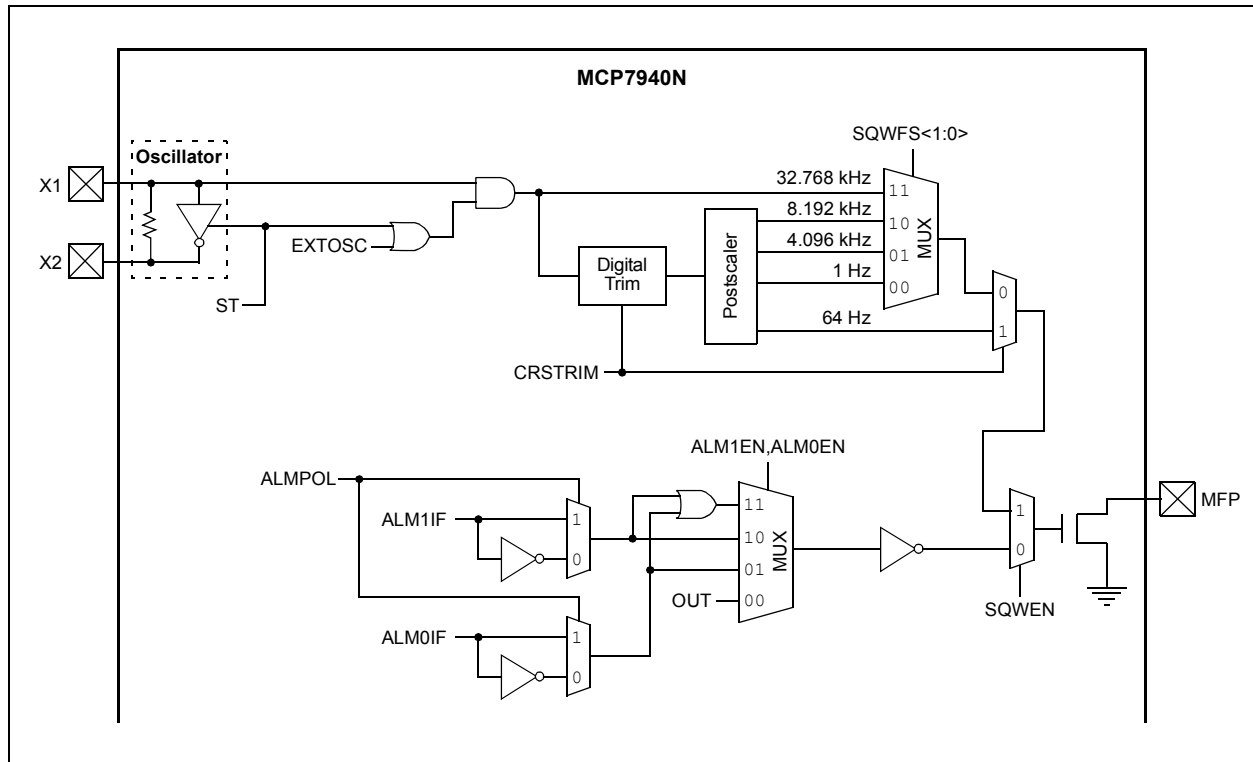 MCP7940N
SQWFS<1:0>
Oscillator
X1
32.768 kHz
11
8.192 kHz
10
4.096 kHz
01
1 Hz
00
MUX
X2
EXTOSC
ST
Digital
Trim
Postscaler
64 Hz
0
1
CRSTRIM
ALM1EN,ALM0EN
ALMPOL
ALM1IF
1
0
11
10
01
00
MUX
OUT
ALM0IF
1
0
1
0
SQWEN
MFP